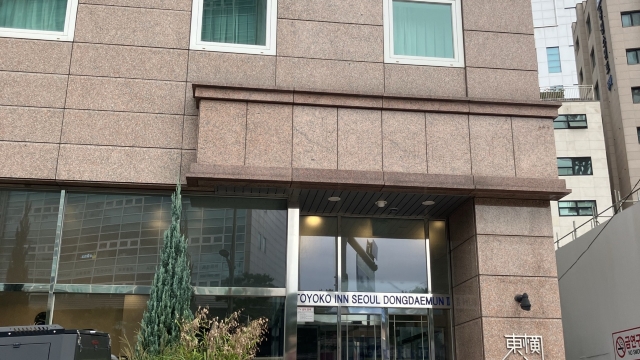 TOYOKO INN SEOUL DONGDAEMUN
東横